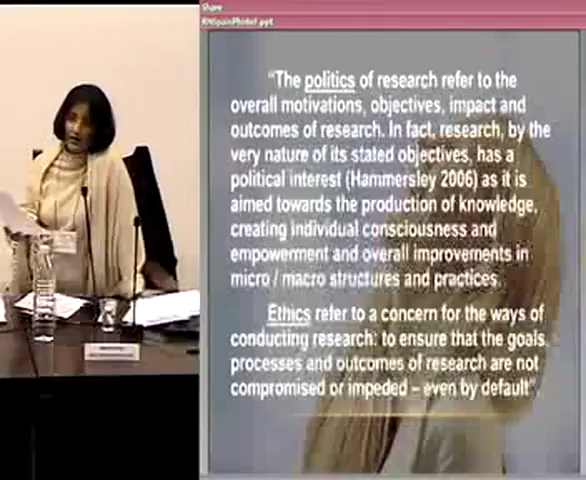 Share
"The politics of research refer to the
overall motivations, objectives, impact and
outcomes of research. In fact, research, by the
very nature of its stated objectives, has a
political interest (Hammersley 2006) as it is
aimed towards the production of knowledge,
creating individual consciousness and
empowerment and overall improvements in
micro / macro structures and practices.
Ethics refer to a concern for the ways of
conducting research: to ensure that the goals,
processes and outcomes of research are not
compromised or impeded – even by default".